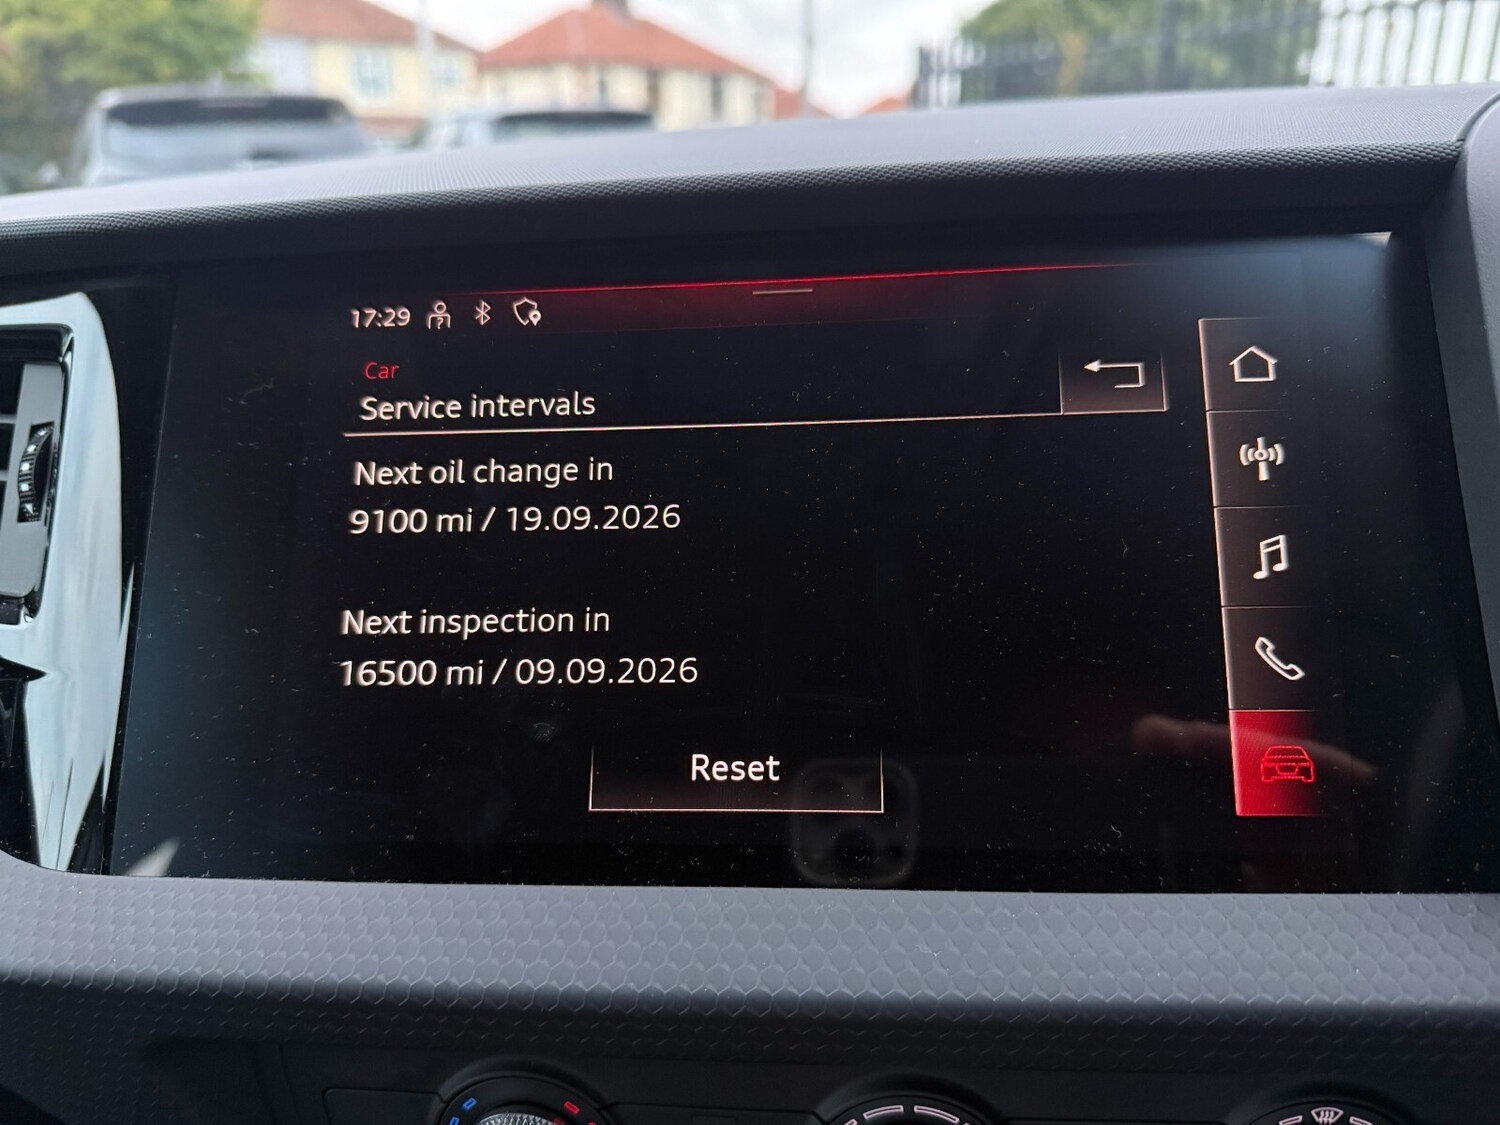 17:29
Car
Service intervals
Next oil change in
9100 mi / 19.09.2026
Next inspection in
16500 mi / 09.09.2026
Reset